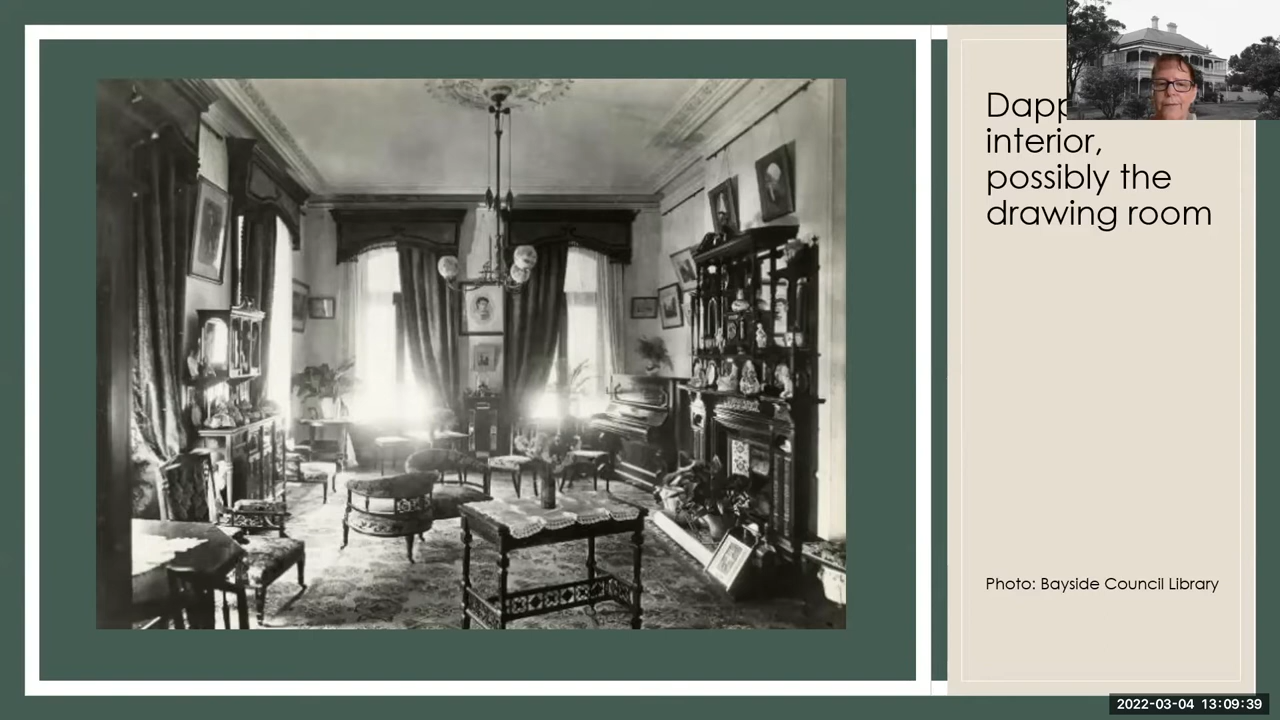 interior,
possibly the
drawing room
Photo: Bayside Council Library
2022-03-04 13:09:39